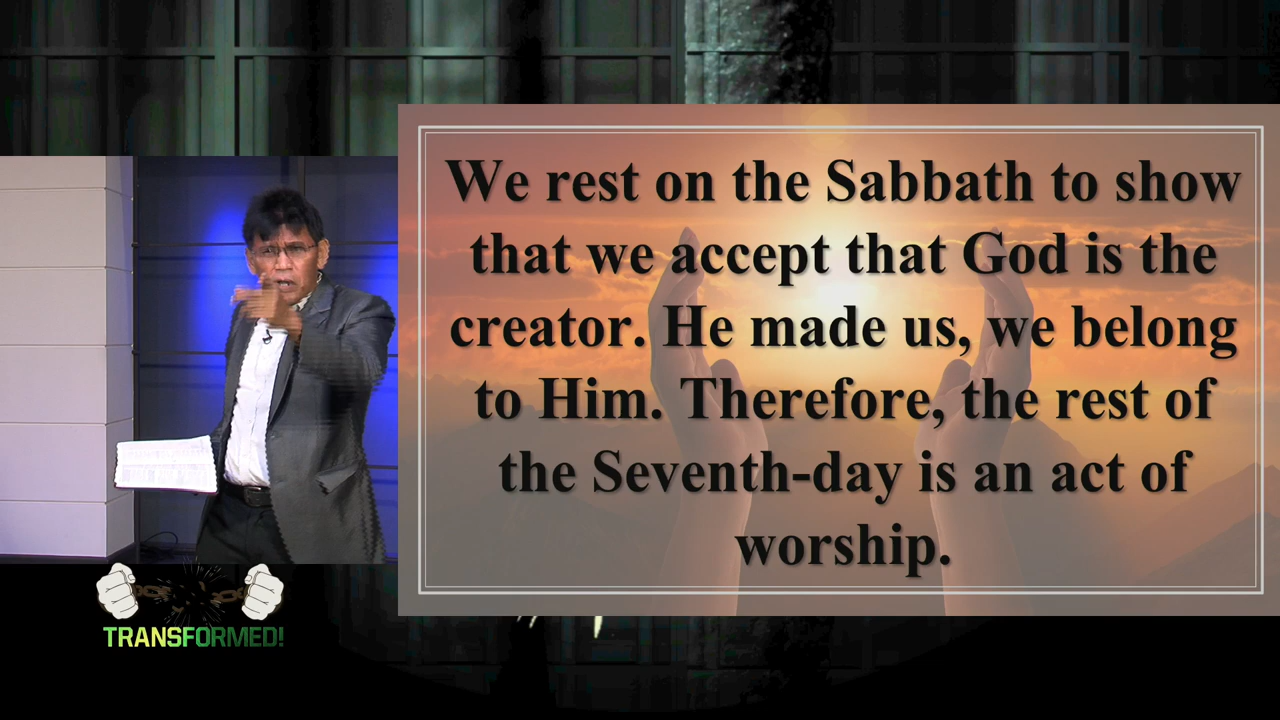 We rest on the Sabbath to show
that we accept that God is the
creator. He made us, we belong
to Him. Therefore, the rest of
the Seventh-day is an act of
worship.
TRANSFORMED!